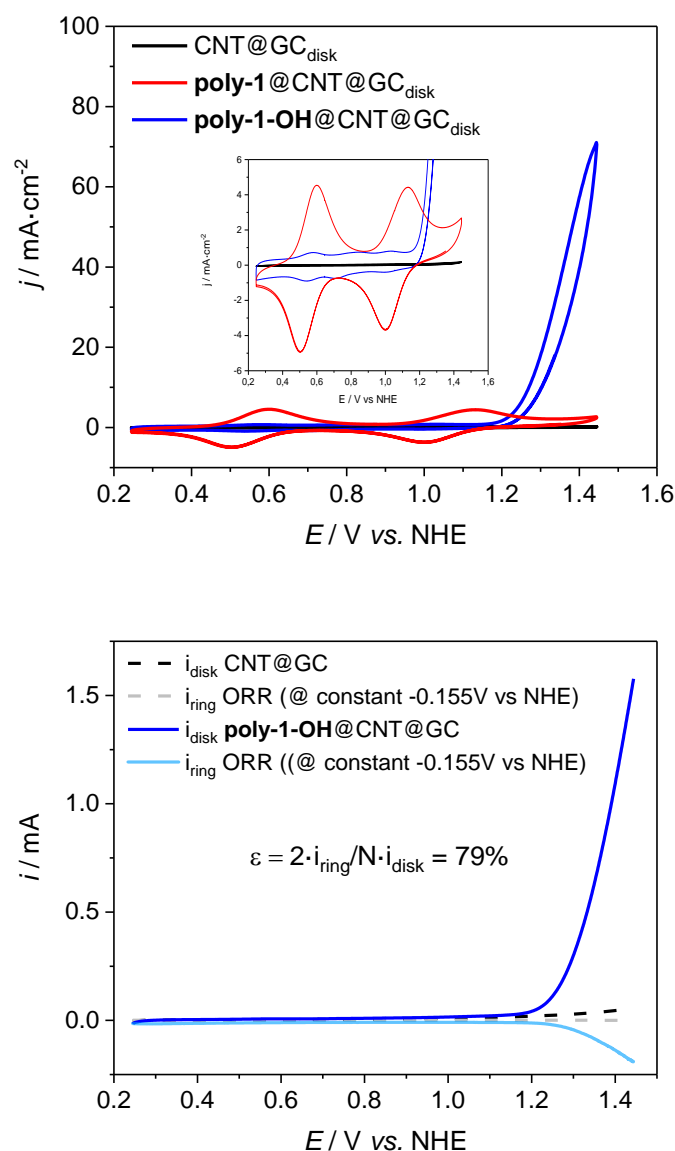 100
CNT@GCdisk
poly-1@CNT@GCdisk
poly-1-OH@CNT@GCdisk
80
60
40
20
0
j / mA·cm-2
6
4
2
0
-2
-4
-6
j / mA·cm-2
0,2 0,4 0,6 0,8 1,0 1,2 1,4 1,6
E / V vs NHE
0.2 0.4 0.6 0.8 1.0 1.2 1.4 1.6
E / V vs. NHE
idisk CNT@GC
iring ORR (@ constant -0.155V vs NHE)
idisk poly-1-OH@CNT@GC
iring ORR ((@ constant -0.155V vs NHE)
ε = 2·iring/N·idisk = 79%
1.5
1.0
0.5
0.0
i / mA
0.2 0.4 0.6 0.8 1.0 1.2 1.4
E / V vs. NHE